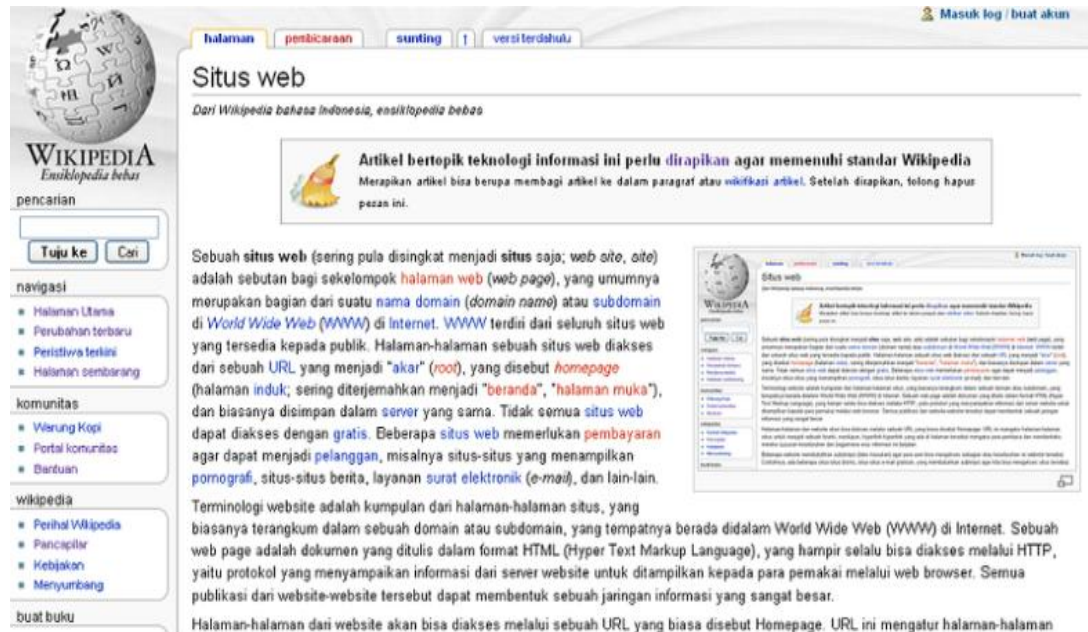 Masuk log / buat akun
halaman
pembicaraan
sunting
↑
versi terdahulu
Situs web
Dari Wikipedia bahasa Indonesia, ensiklopedia bebas
WIKIPEDIA
Ensiklopedia bebas
pencarian
Tuju ke
Cari
navigasi
Halaman Utama
Perubahan terbaru
Peristiwa terkini
Halaman sembarang
komunitas
Warung Kopi
Portal komunitas
Bantuan
wikipedia
Perihal Wikipedia
Pancapilar
Kebijakan
Menyumbang
buat buku
Artikel bertopik teknologi informasi ini perlu dirapikan agar memenuhi standar Wikipedia
Merapikan artikel bisa berupa membagi artikel ke dalam paragraf atau wikifikasi artikel. Setelah dirapikan, tolong hapus
pesan ini.
Sebuah situs web (sering pula disingkat menjadi situs saja; web site, site)
adalah sebutan bagi sekelompok halaman web (web page), yang umumnya
merupakan bagian dari suatu nama domain (domain name) atau subdomain
di World Wide Web (WWW) di Internet. WWW terdiri dari seluruh situs web
yang tersedia kepada publik. Halaman-halaman sebuah situs web diakses
dari sebuah URL yang menjadi "akar" (root), yang disebut homepage
(halaman induk; sering diterjemahkan menjadi "beranda", "halaman muka"),
dan biasanya disimpan dalam server yang sama. Tidak semua situs web
dapat diakses dengan gratis. Beberapa situs web memerlukan pembayaran
agar dapat menjadi pelanggan, misalnya situs-situs yang menampilkan
pornografi, situs-situs berita, layanan surat elektronik (e-mail), dan lain-lain.
Terminologi website adalah kumpulan dari halaman-halaman situs, yang
biasanya terangkum dalam sebuah domain atau subdomain, yang tempatnya berada didalam World Wide Web (WWW) di Internet. Sebuah
web page adalah dokumen yang ditulis dalam format HTML (Hyper Text Markup Language), yang hampir selalu bisa diakses melalui HTTP,
yaitu protokol yang menyampaikan informasi dari server website untuk ditampilkan kepada para pemakai melalui web browser. Semua
publikasi dari website-website tersebut dapat membentuk sebuah jaringan informasi yang sangat besar.
Halaman-halaman dari website akan bisa diakses melalui sebuah URL yang biasa disebut Homepage. URL ini mengatur halaman-halaman